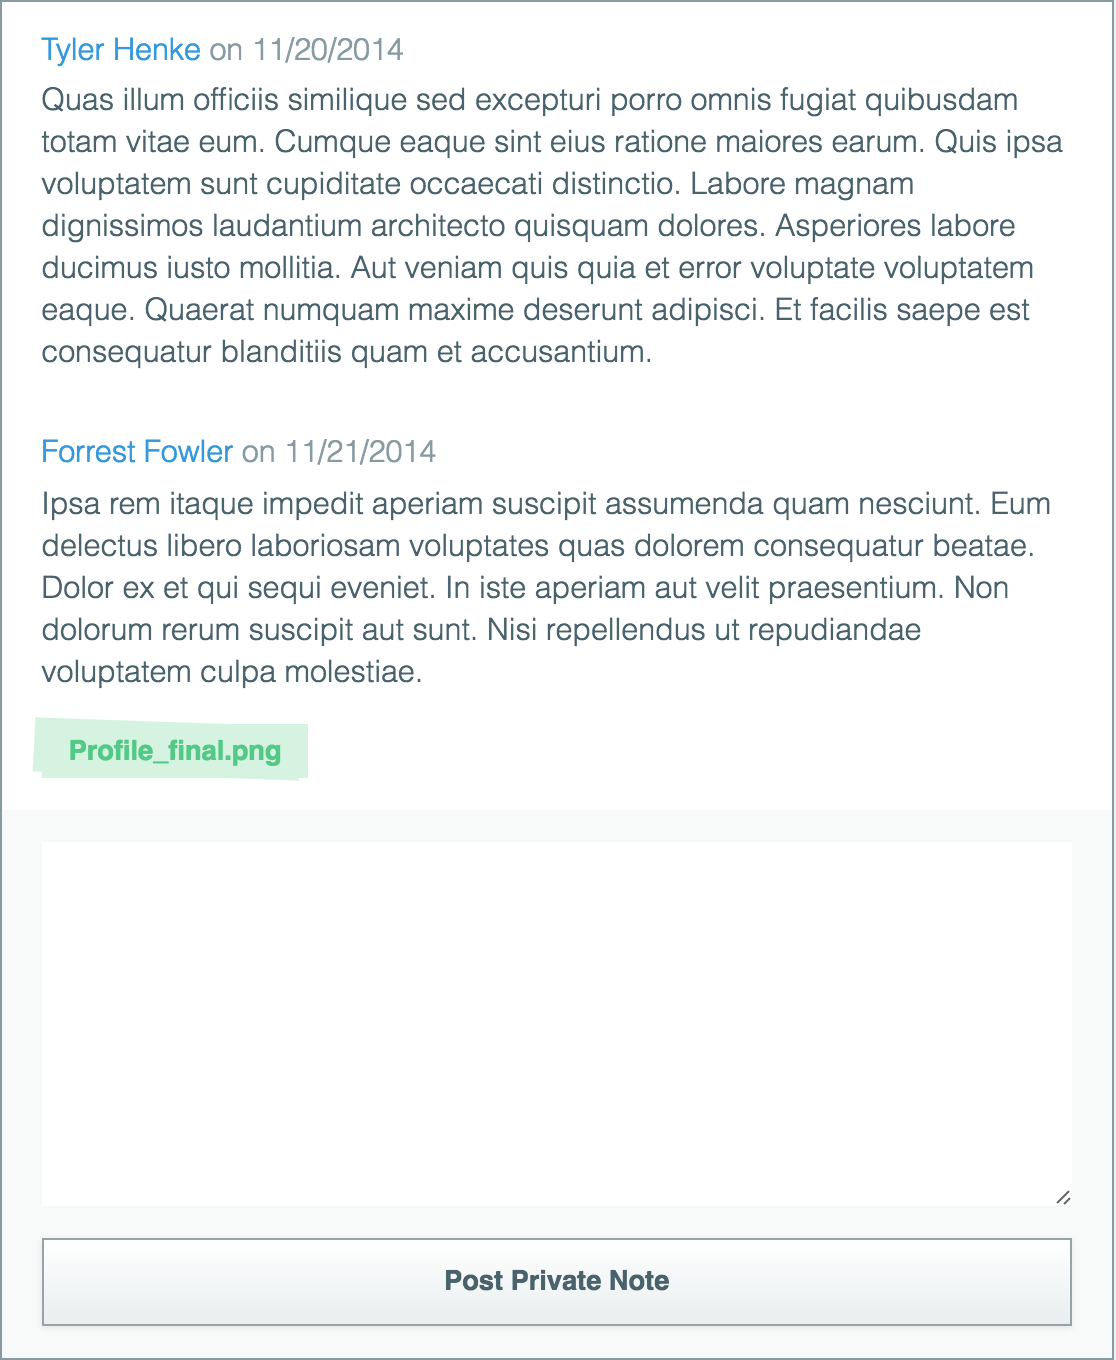 Tyler Henke on 11/20/2014
Quas illum officiis similique sed excepturi porro omnis fugiat quibusdam
totam vitae eum. Cumque eaque sint eius ratione maiores earum. Quis ipsa
voluptatem sunt cupiditate occaecati distinctio. Labore magnam
dignissimos laudantium architecto quisquam dolores. Asperiores labore
ducimus iusto mollitia. Aut veniam quis quia et error voluptate voluptatem
eaque. Quaerat numquam maxime deserunt adipisci. Et facilis saepe est
consequatur blanditiis quam et accusantium.
Forrest Fowler on 11/21/2014
Ipsa rem itaque impedit aperiam suscipit assumenda quam nesciunt. Eum
delectus libero laboriosam voluptates quas dolorem consequatur beatae.
Dolor ex et qui sequi eveniet. In iste aperiam aut velit praesentium. Non
dolorum rerum suscipit aut sunt. Nisi repellendus ut repudiandae
voluptatem culpa molestiae.
Profile_final.png
Post Private Note